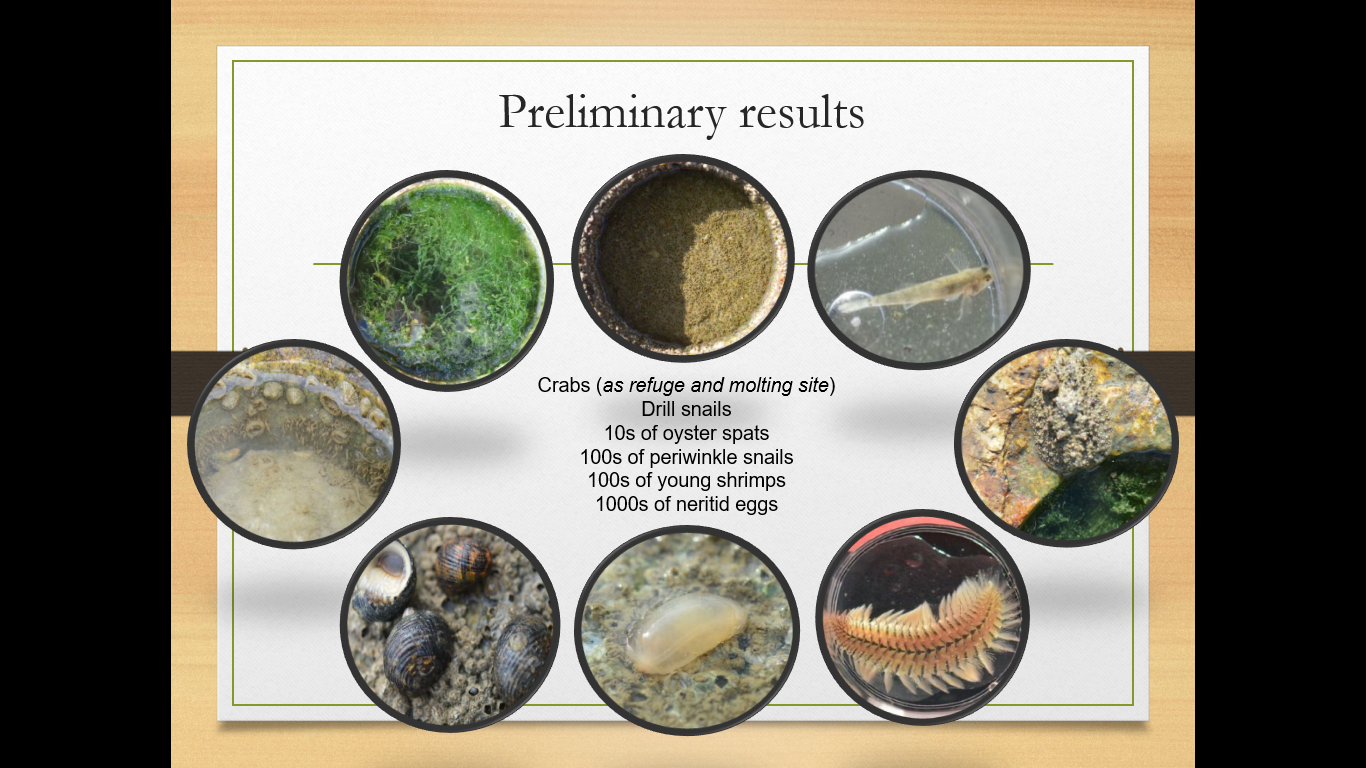 Preliminary results
Crabs (as refuge and molting site)
Drill snails
10s of oyster spats
100s of periwinkle snails
100s of young shrimps
1000s of neritid eggs